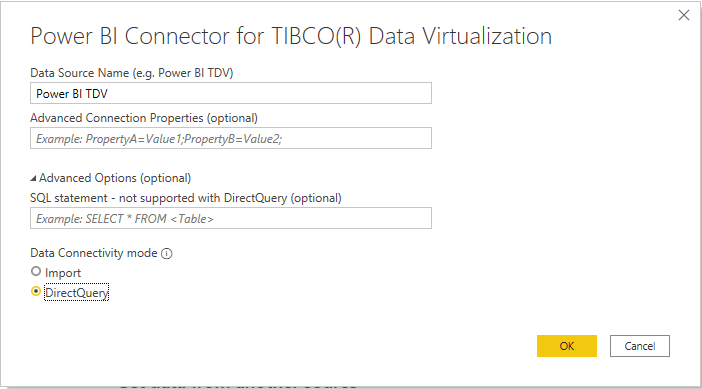 Power BI Connector for TIBCO(R) Data Virtualization
Data Source Name (e.g. Power BI TDV)
Power BI TDV
Advanced Connection Properties (optional)
Example: PropertyA=Value1;PropertyB=Value2;
Advanced Options (optional)
SQL statement - not supported with DirectQuery (optional)
Example: SELECT * FROM <Table>
Data Connectivity mode
Import
DirectQuery
OK Cancel